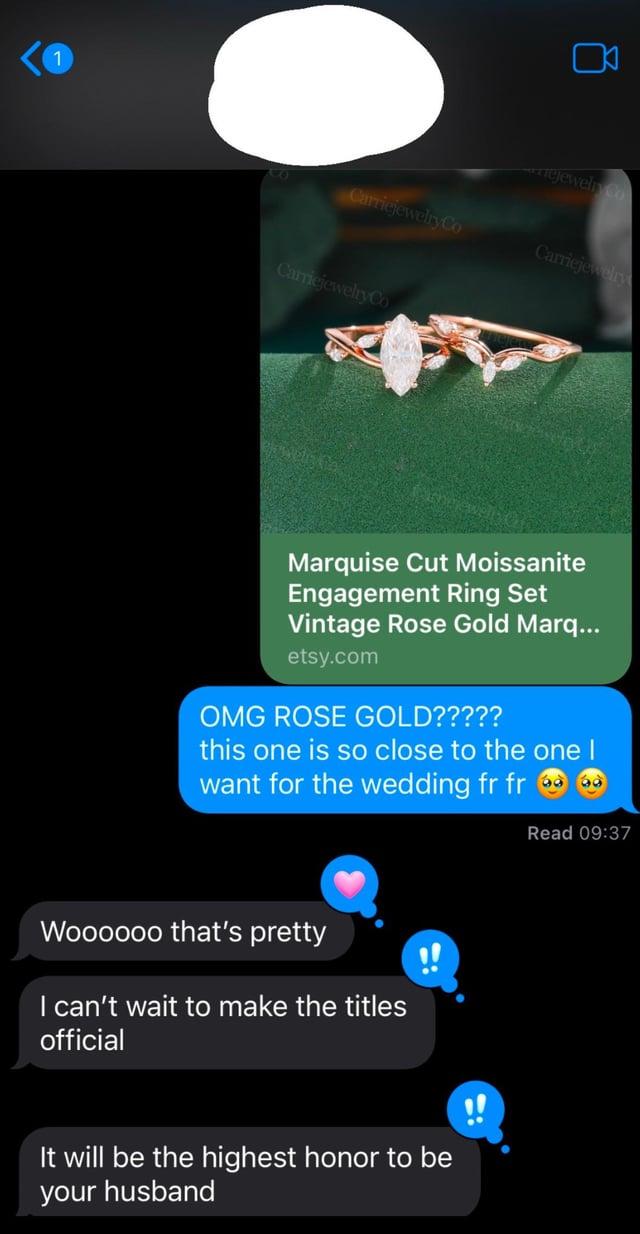 1
CO
CarriejewelryCo
CarriejewelryCo
CarriejewelryCo
Marquise Cut Moissanite
Engagement Ring Set
Vintage Rose Gold Marq...
etsy.com
OMG ROSE GOLD?????
this one is so close to the one I
want for the wedding fr fr 🥹 🥹
Read 09:37
Woooooo that’s pretty
!!
I can’t wait to make the titles
official
!!
It will be the highest honor to be
your husband